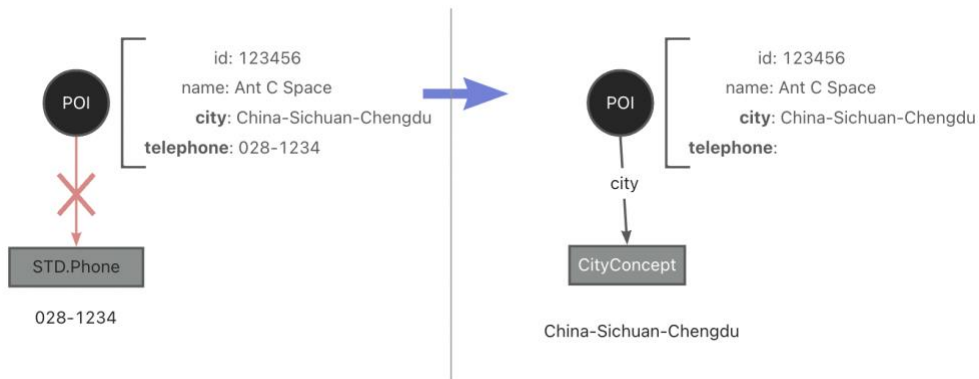 POI
id: 123456
name: Ant C Space
city: China-Sichuan-Chengdu
telephone: 028-1234
STD.Phone
028-1234
POI
id: 123456
name: Ant C Space
city: China-Sichuan-Chengdu
telephone:
city
CityConcept
China-Sichuan-Chengdu